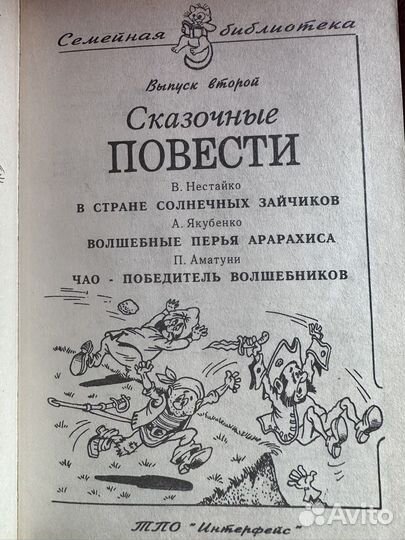 Семейная библиотека
Выпуск второй
Сказочные
ПОВЕСТИ
В. Нестайко
В СТРАНЕ СОЛНЕЧНЫХ ЗАЙЧИКОВ
А. Якубенко
ВОЛШЕБНЫЕ ПЕРЬЯ АРАРАХИСА
П. Аматуни
ЧАО - ПОБЕДИТЕЛЬ ВОЛШЕБНИКОВ
ТПО "Интерфейс"
Avito